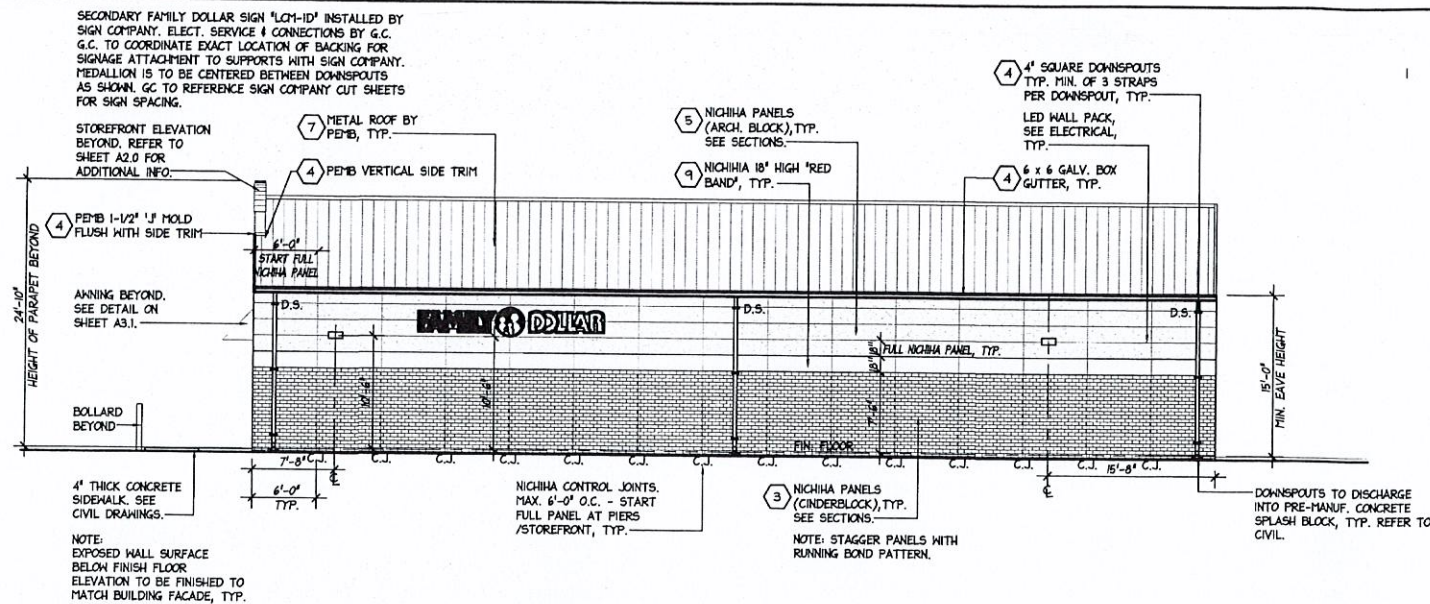 SECONDARY FAMILY DOLLAR SIGN "LCM-ID" INSTALLED BY
SIGN COMPANY. ELECT. SERVICE & CONNECTIONS BY G.C.
G.C. TO COORDINATE EXACT LOCATION OF BACKING FOR
SIGNAGE ATTACHMENT TO SUPPORTS WITH SIGN COMPANY.
MEDALLION IS TO BE CENTERED BETWEEN DOWNSPOUTS
AS SHOWN. GC TO REFERENCE SIGN COMPANY CUT SHEETS
FOR SIGN SPACING.
STOREFRONT ELEVATION
BEYOND. REFER TO
SHEET A2.0 FOR
ADDITIONAL INFO.
7 METAL ROOF BY
PEMB, TYP.
4 PEMB VERTICAL SIDE TRIM
5 NICHIHA PANELS
(ARCH. BLOCK), TYP.
SEE SECTIONS.
9 NICHIHIA 18" HIGH "RED
BAND", TYP.
4 4" SQUARE DOWNSPOUTS
TYP. MIN. OF 3 STRAPS
PER DOWNSPOUT, TYP.
LED WALL PACK,
SEE ELECTRICAL,
TYP.
4 6 x 6 GALV. BOX
GUTTER, TYP.
4 PEMB 1-1/2" 'J' MOLD
FLUSH WITH SIDE TRIM
6'-0"
START FULL
NICHIHA PANEL
24'-10"
HEIGHT OF PARAPET BEYOND
AWNING BEYOND.
SEE DETAIL ON
SHEET A3.1.
D.S.
D.S.
D.S.
FAMILY DOLLAR
FULL NICHIHA PANEL, TYP.
18"
18"
10'-6"
10'-6"
7'-6"
15'-0"
MIN. EAVE HEIGHT
BOLLARD
BEYOND
FIN. FLOOR
C.J. C.J. C.J. C.J. C.J. C.J. C.J. C.J. C.J. C.J. C.J. C.J. C.J. C.J.
7'-8"
15'-8"
6'-0"
TYP.
4" THICK CONCRETE
SIDEWALK. SEE
CIVIL DRAWINGS.
NICHIHA CONTROL JOINTS.
MAX. 6'-0" O.C. - START
FULL PANEL AT PIERS
/STOREFRONT, TYP.
3 NICHIHA PANELS
(CINDERBLOCK), TYP.
SEE SECTIONS.
NOTE: STAGGER PANELS WITH
RUNNING BOND PATTERN.
DOWNSPOUTS TO DISCHARGE
INTO PRE-MANUF. CONCRETE
SPLASH BLOCK, TYP. REFER TO
CIVIL.
NOTE:
EXPOSED WALL SURFACE
BELOW FINISH FLOOR
ELEVATION TO BE FINISHED TO
MATCH BUILDING FACADE, TYP.